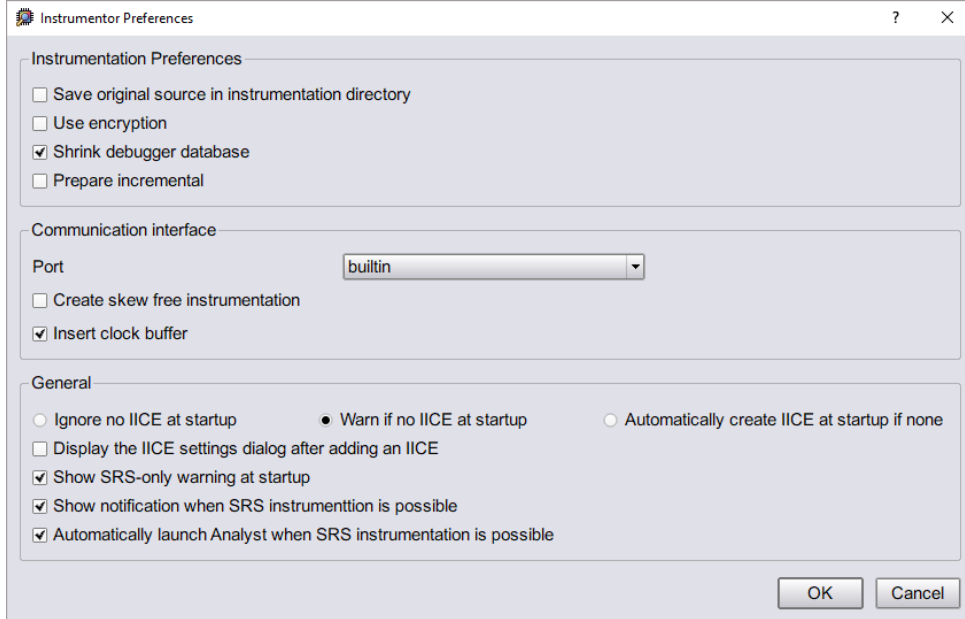 Instrumentor Preferences
?
Instrumentation Preferences
Save original source in instrumentation directory
Use encryption
Shrink debugger database
Prepare incremental
Communication interface
Port builtin
Create skew free instrumentation
Insert clock buffer
General
Ignore no IICE at startup Warn if no IICE at startup Automatically create IICE at startup if none
Display the IICE settings dialog after adding an IICE
Show SRS-only warning at startup
Show notification when SRS instrumenttion is possible
Automatically launch Analyst when SRS instrumentation is possible
OK Cancel